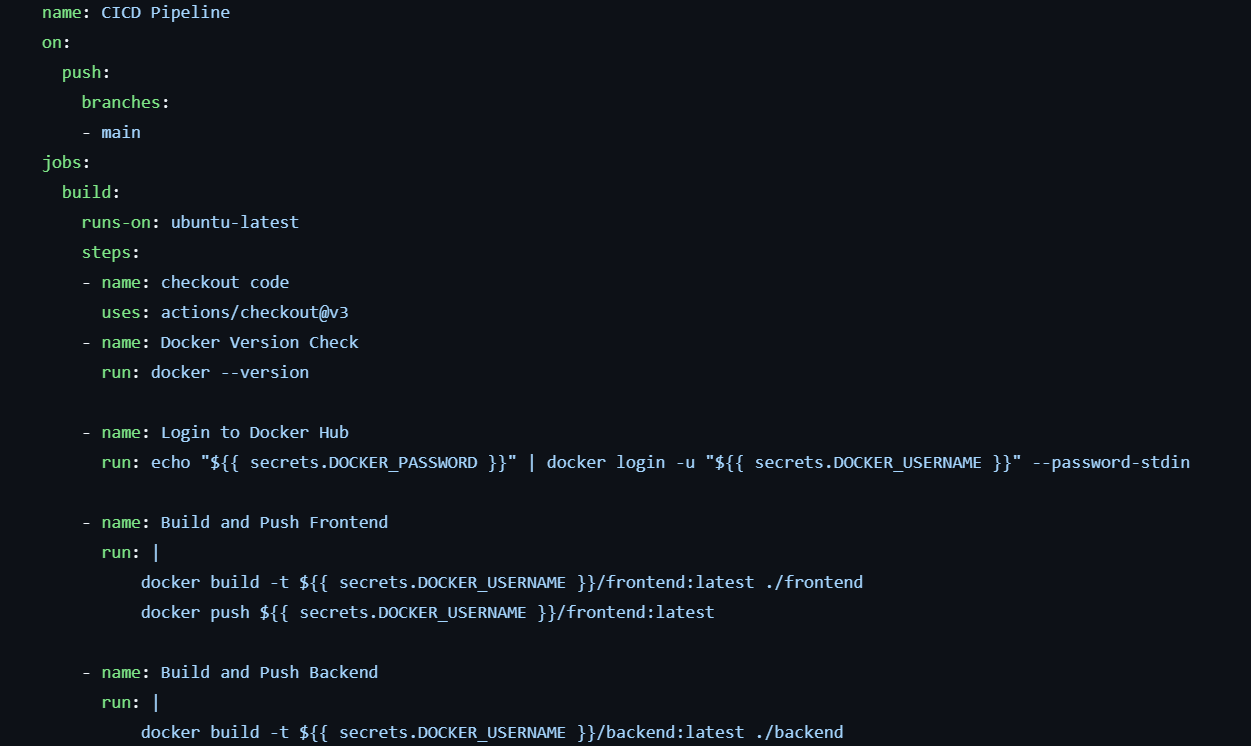 name: CICD Pipeline
on:
  push:
    branches:
    - main
jobs:
  build:
    runs-on: ubuntu-latest
    steps:
    - name: checkout code
      uses: actions/checkout@v3
    - name: Docker Version Check
      run: docker --version

    - name: Login to Docker Hub
      run: echo "${{ secrets.DOCKER_PASSWORD }}" | docker login -u "${{ secrets.DOCKER_USERNAME }}" --password-stdin

    - name: Build and Push Frontend
      run: |
          docker build -t ${{ secrets.DOCKER_USERNAME }}/frontend:latest ./frontend
          docker push ${{ secrets.DOCKER_USERNAME }}/frontend:latest

    - name: Build and Push Backend
      run: |
          docker build -t ${{ secrets.DOCKER_USERNAME }}/backend:latest ./backend